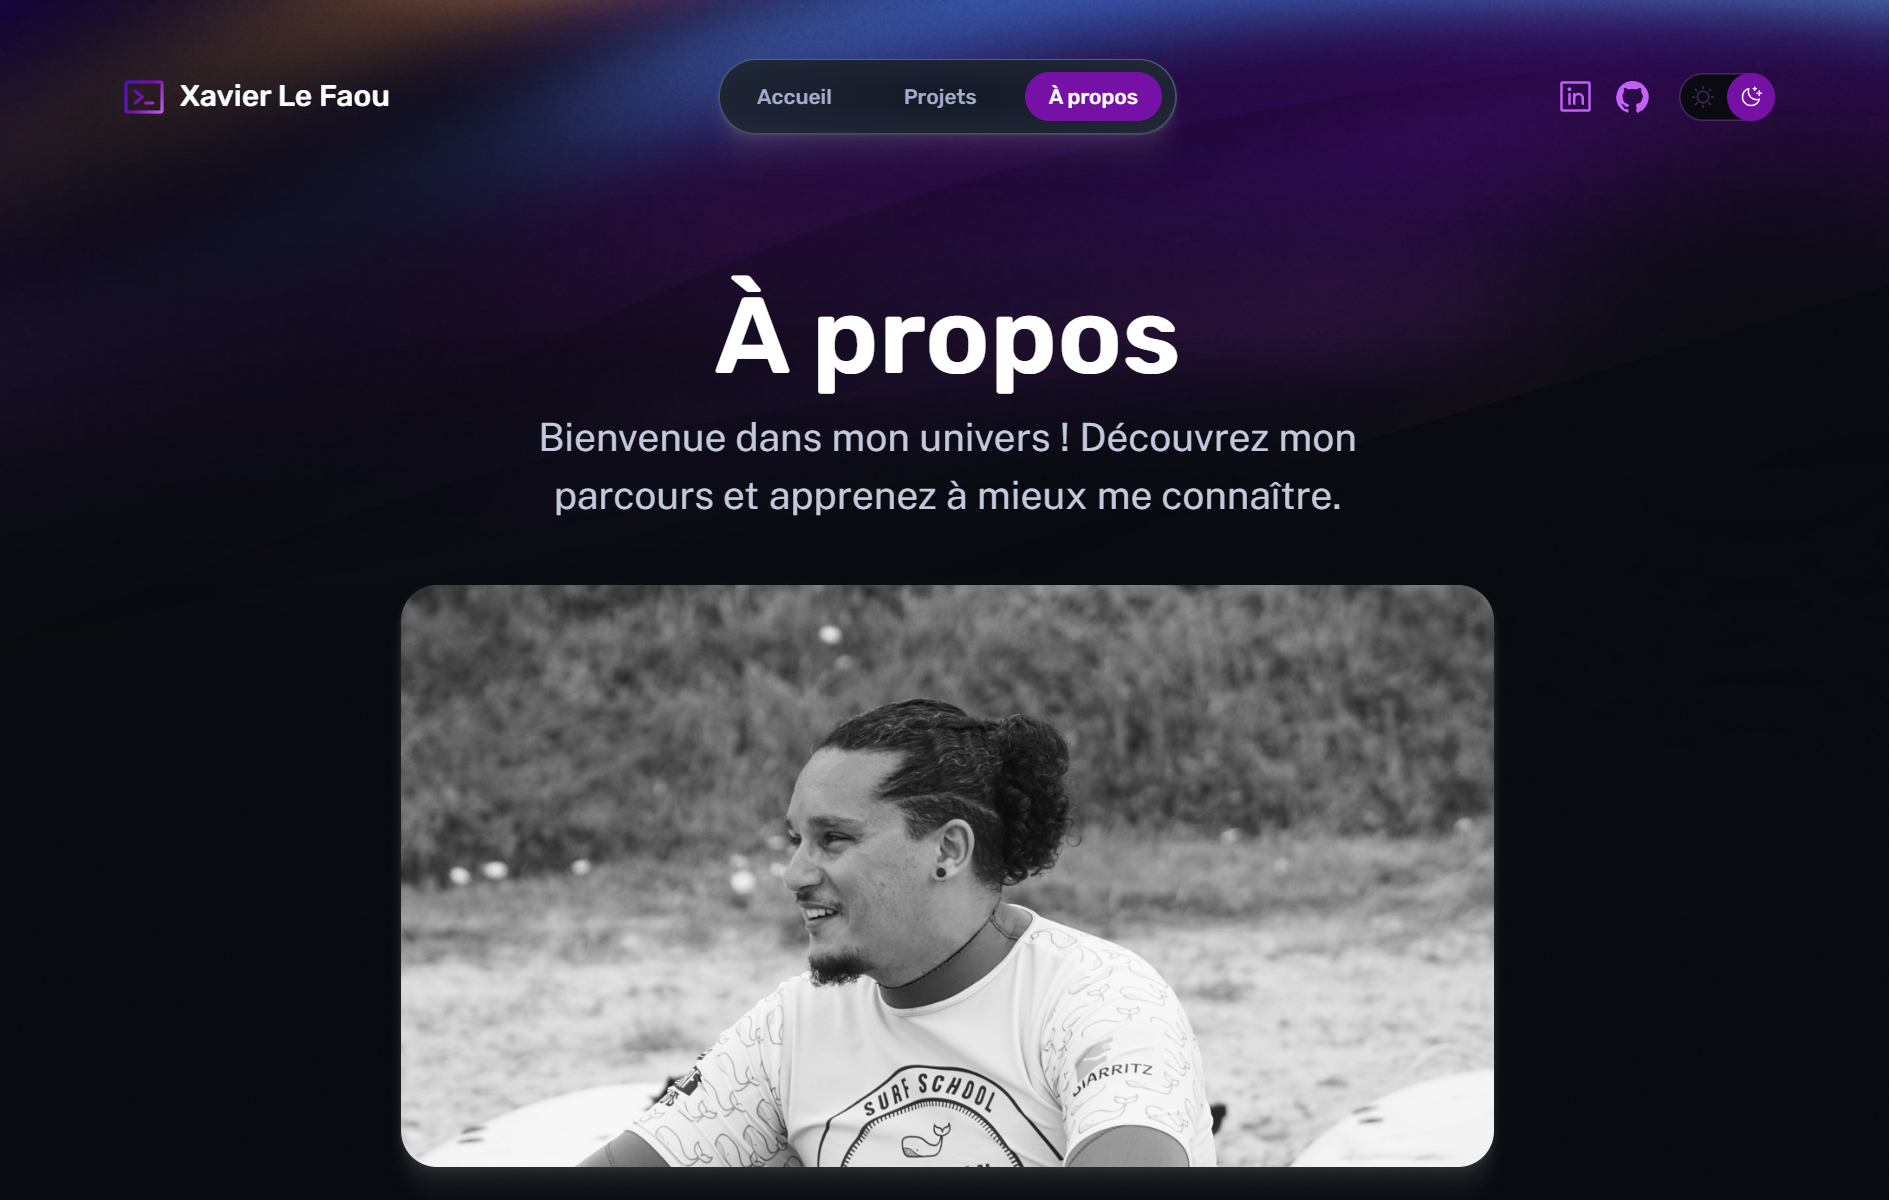 Xavier Le Faou
Accueil
Projets
À propos
À propos
Bienvenue dans mon univers ! Découvrez mon
parcours et apprenez à mieux me connaître.
SURF SCHOOL
BIARRITZ